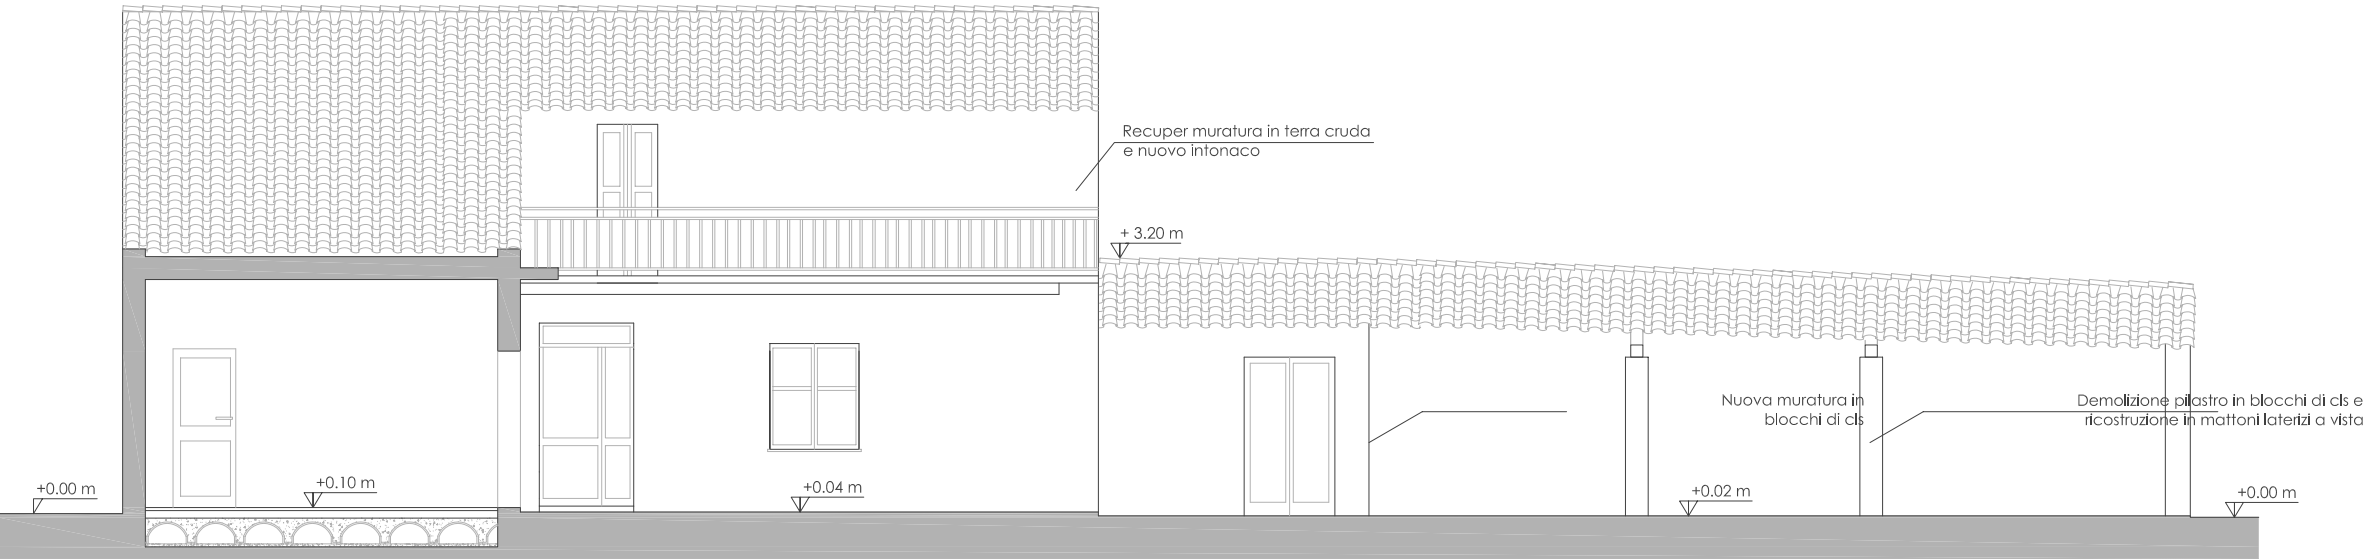 Recuper muratura in terra cruda
e nuovo intonaco
+ 3.20 m
Nuova muratura in
blocchi di cls
Demolizione pilastro in blocchi di cls e
ricostruzione in mattoni laterizi a vista
+0.00 m
+0.10 m
+0.04 m
+0.02 m
+0.00 m